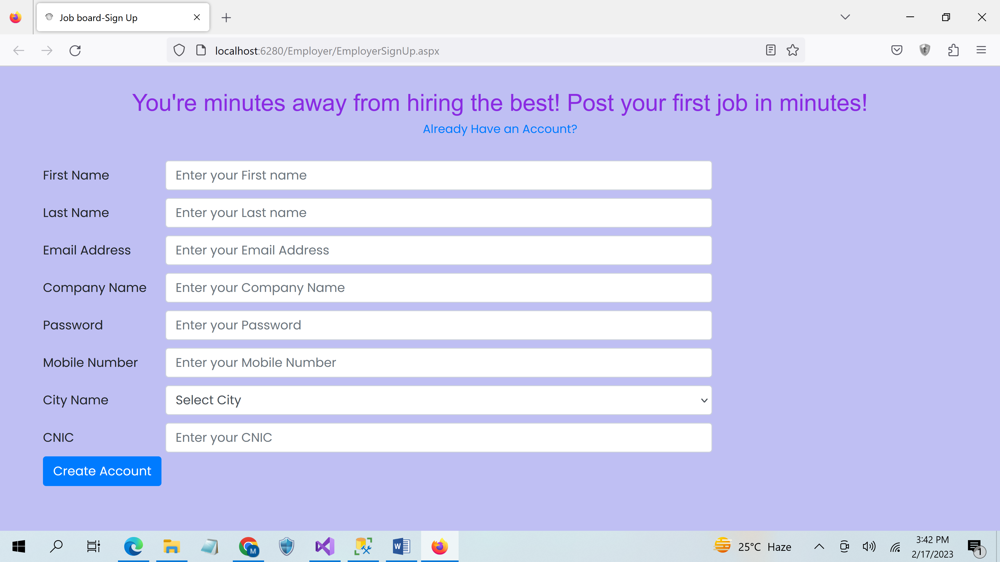 Job board-Sign Up
localhost:6280/Employer/EmployerSignUp.aspx
You're minutes away from hiring the best! Post your first job in minutes!
Already Have an Account?
First Name
Enter your First name
Last Name
Enter your Last name
Email Address
Enter your Email Address
Company Name
Enter your Company Name
Password
Enter your Password
Mobile Number
Enter your Mobile Number
City Name
Select City
CNIC
Enter your CNIC
Create Account
M
W
25°C Haze
3:42 PM
2/17/2023
1